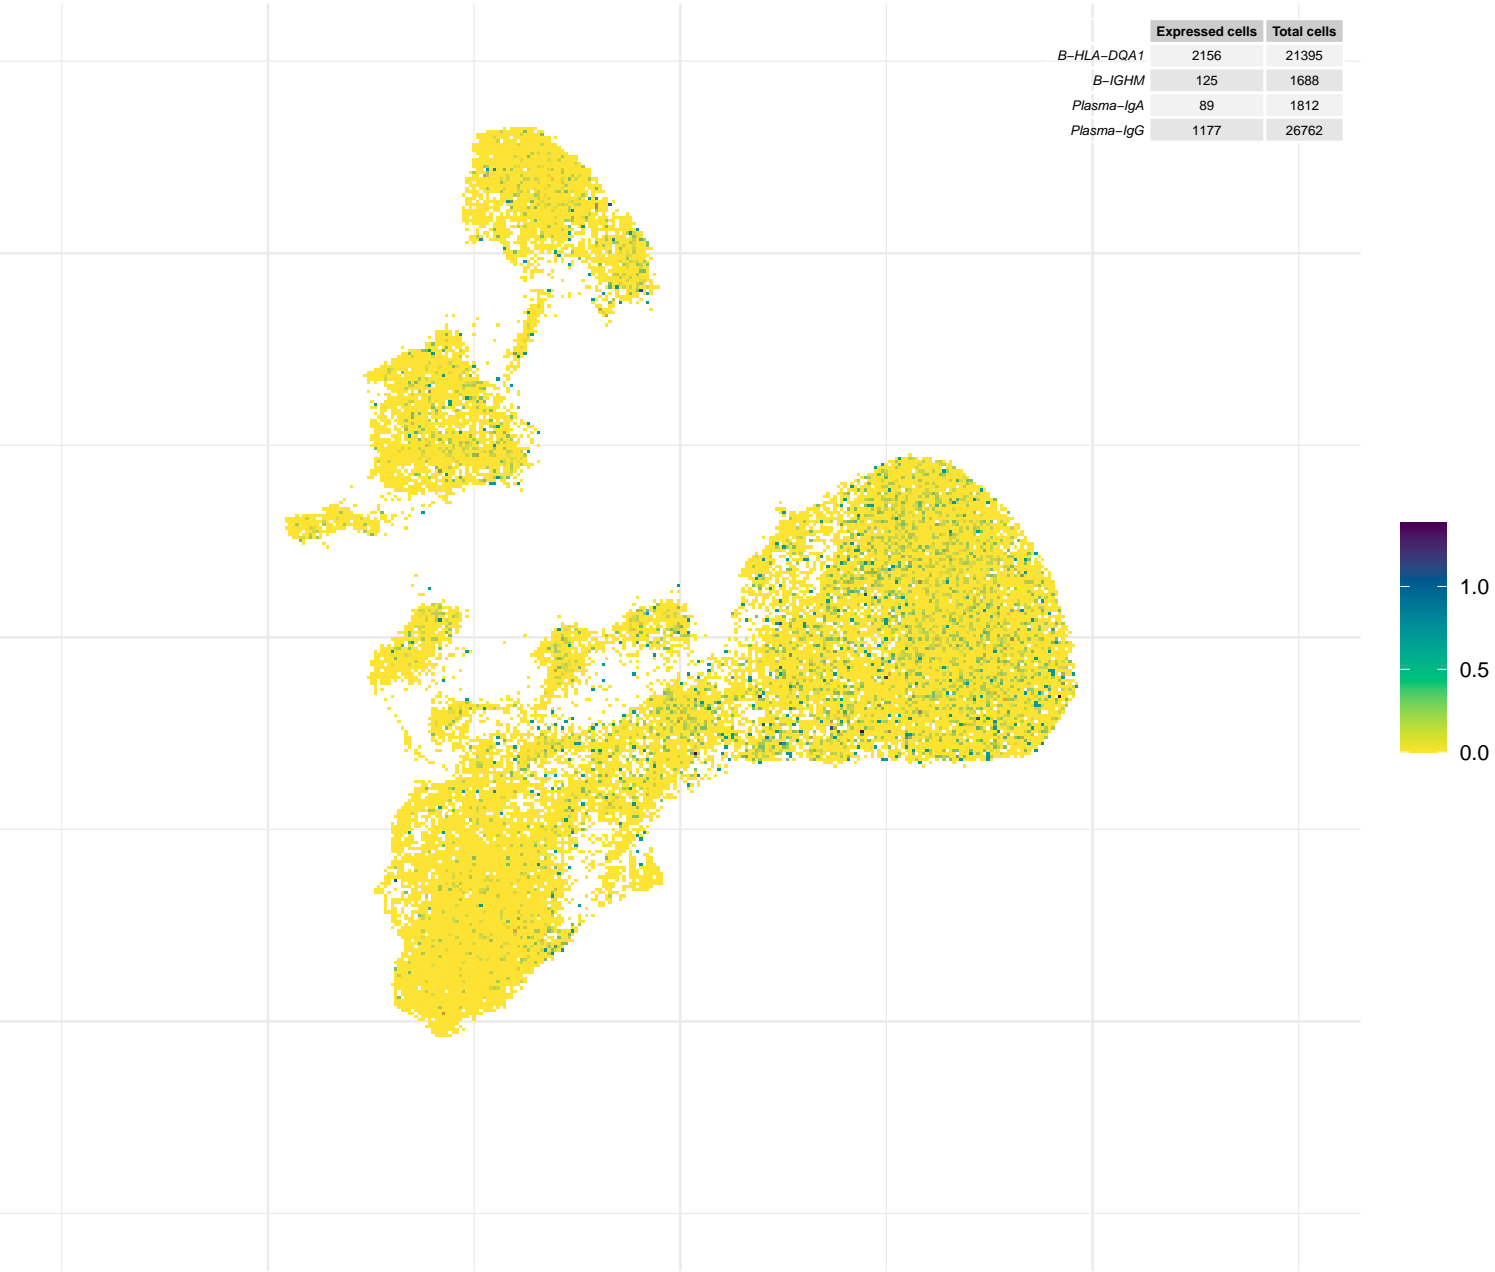 Expressed cells Total cells
B−HLA−DQA1 2156 21395
B−IGHM 125 1688
Plasma−IgA 89 1812
Plasma−IgG 1177 26762
1.0
0.5
0.0